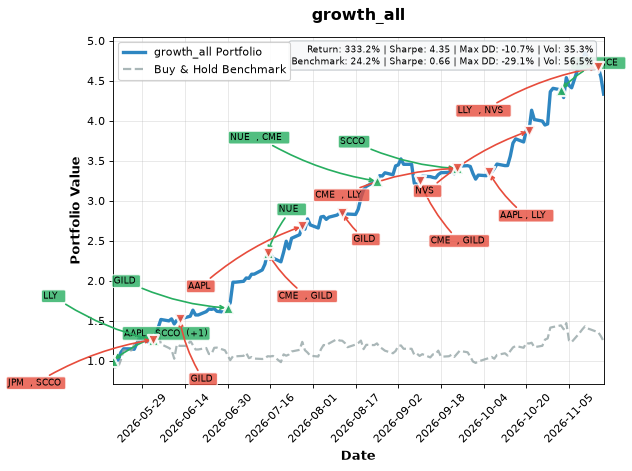 growth_all
growth_all Portfolio
Buy & Hold Benchmark
Return: 333.2% | Sharpe: 4.35 | Max DD: -10.7% | Vol: 35.3%
Benchmark: 24.2% | Sharpe: 0.66 | Max DD: -29.1% | Vol: 56.5%
5.0
4.5
4.0
3.5
3.0
2.5
2.0
1.5
1.0
Portfolio Value
LLY , NVS
NUE , CME
SCCO
CME , LLY
NVS
NUE
AAPL , LLY
GILD
CME , GILD
LLY
GILD
AAPL
CME , GILD
AAPL , SCCO (+1)
JPM , SCCO
GILD
2026-05-29
2026-06-14
2026-06-30
2026-07-16
2026-08-01
2026-08-17
2026-09-02
2026-09-18
2026-10-04
2026-10-20
2026-11-05
Date